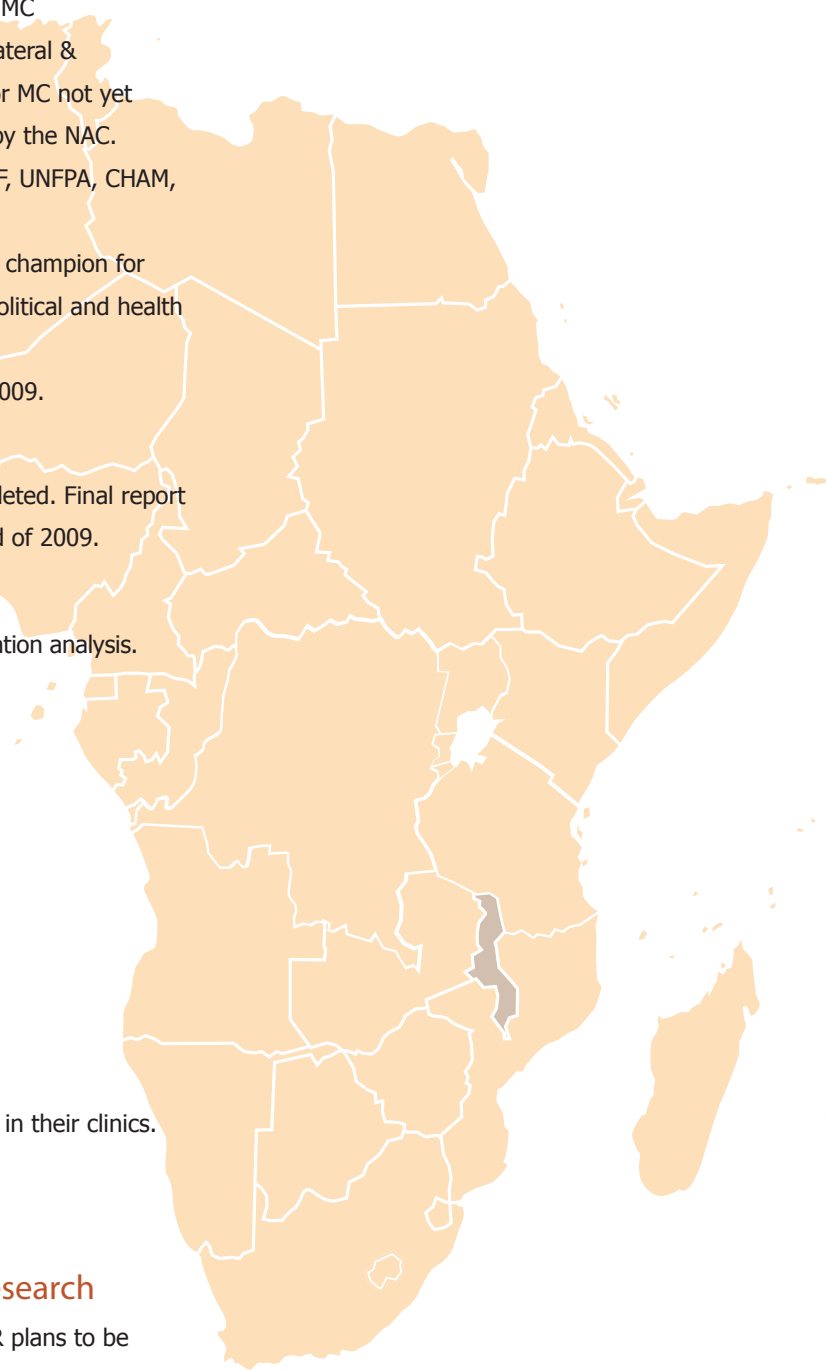 MC
ateral &
r MC not yet
by the NAC.
F, UNFPA, CHAM,
champion for
olitical and health
009.
leted. Final report
d of 2009.
ation analysis.
in their clinics.
search
R plans to be